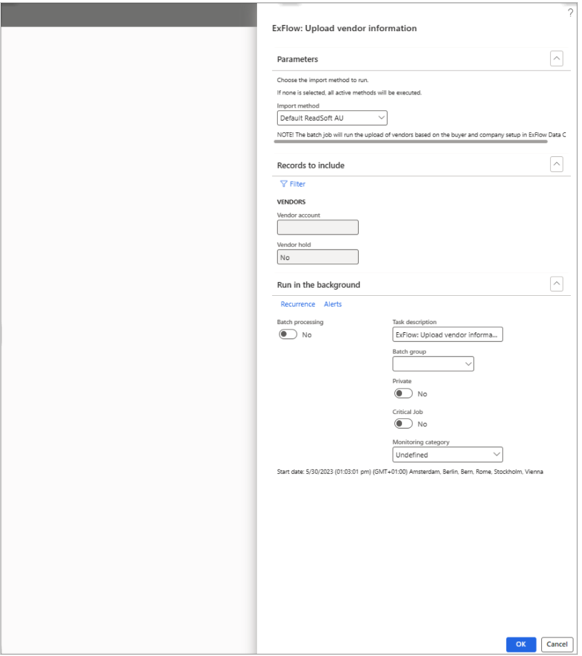 ?
ExFlow: Upload vendor information
Parameters
Choose the import method to run.
If none is selected, all active methods will be executed.
Import method
Default ReadSoft AU
NOTE! The batch job will run the upload of vendors based on the buyer and company setup in ExFlow Data C
Records to include
Filter
VENDORS
Vendor account
Vendor hold
No
Run in the background
Recurrence Alerts
Batch processing
No
Task description
ExFlow: Upload vendor informa...
Batch group
Private
No
Critical Job
No
Monitoring category
Undefined
Start date: 5/30/2023 (01:03:01 pm) (GMT+01:00) Amsterdam, Berlin, Bern, Rome, Stockholm, Vienna
OK Cancel